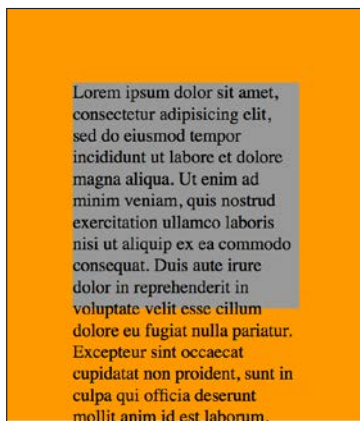 Lorem ipsum dolor sit amet,
consectetur adipisicing elit,
sed do eiusmod tempor
incididunt ut labore et dolore
magna aliqua. Ut enim ad
minim veniam, quis nostrud
exercitation ullamco laboris
nisi ut aliquip ex ea commodo
consequat. Duis aute irure
dolor in reprehenderit in
voluptate velit esse cillum
dolore eu fugiat nulla pariatur.
Excepteur sint occaecat
cupidatat non proident, sunt in
culpa qui officia deserunt
mollit anim id est laborum.